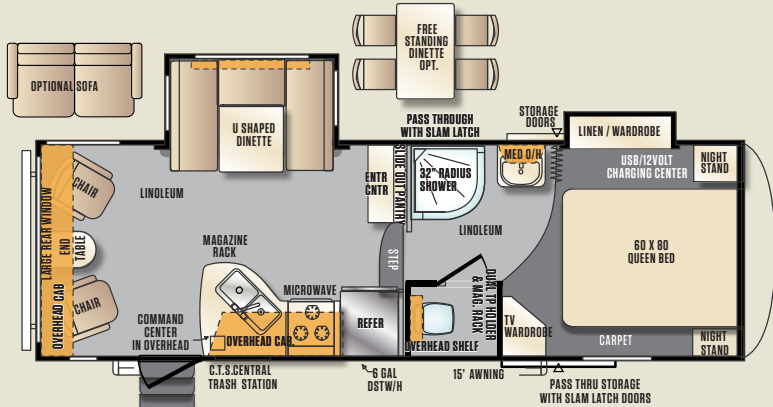 OPTIONAL SOFA
FREE
STANDING
DINETTE
OPT.
U SHAPED
DINETTE
PASS THROUGH
WITH SLAM LATCH
STORAGE
DOORS
LINEN / WARDROBE
MED O/H
USB/12VOLT
CHARGING CENTER
NIGHT
STAND
32" RADIUS
SHOWER
SLIDE OUT PANTRY
ENTR
CNTR
LINOLEUM
CHAIR
LARGE REAR WINDOW
END
TABLE
CHAIR
OVERHEAD CAB
MAGAZINE
RACK
STEP
LINOLEUM
60 X 80
QUEEN BED
MICROWAVE
REFER
DUAL TP HOLDER
& MAG. RACK
COMMAND
CENTER
IN OVERHEAD
OVERHEAD CAB.
OVERHEAD SHELF
TV
WARDROBE
CARPET
NIGHT
STAND
C.T.S.CENTRAL
TRASH STATION
6 GAL
DSTW/H
15' AWNING
PASS THRU STORAGE
WITH SLAM LATCH DOORS